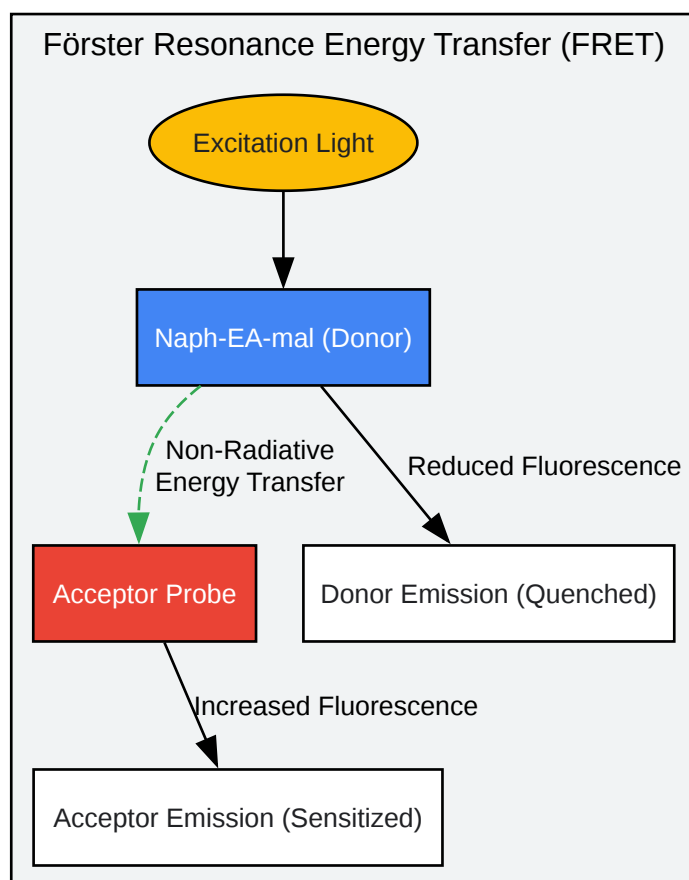 Förster Resonance Energy Transfer (FRET)
Excitation Light
Naph-EA-mal (Donor)
Non-Radiative
Energy Transfer
Reduced Fluorescence
Acceptor Probe
Donor Emission (Quenched)
Increased Fluorescence
Acceptor Emission (Sensitized)